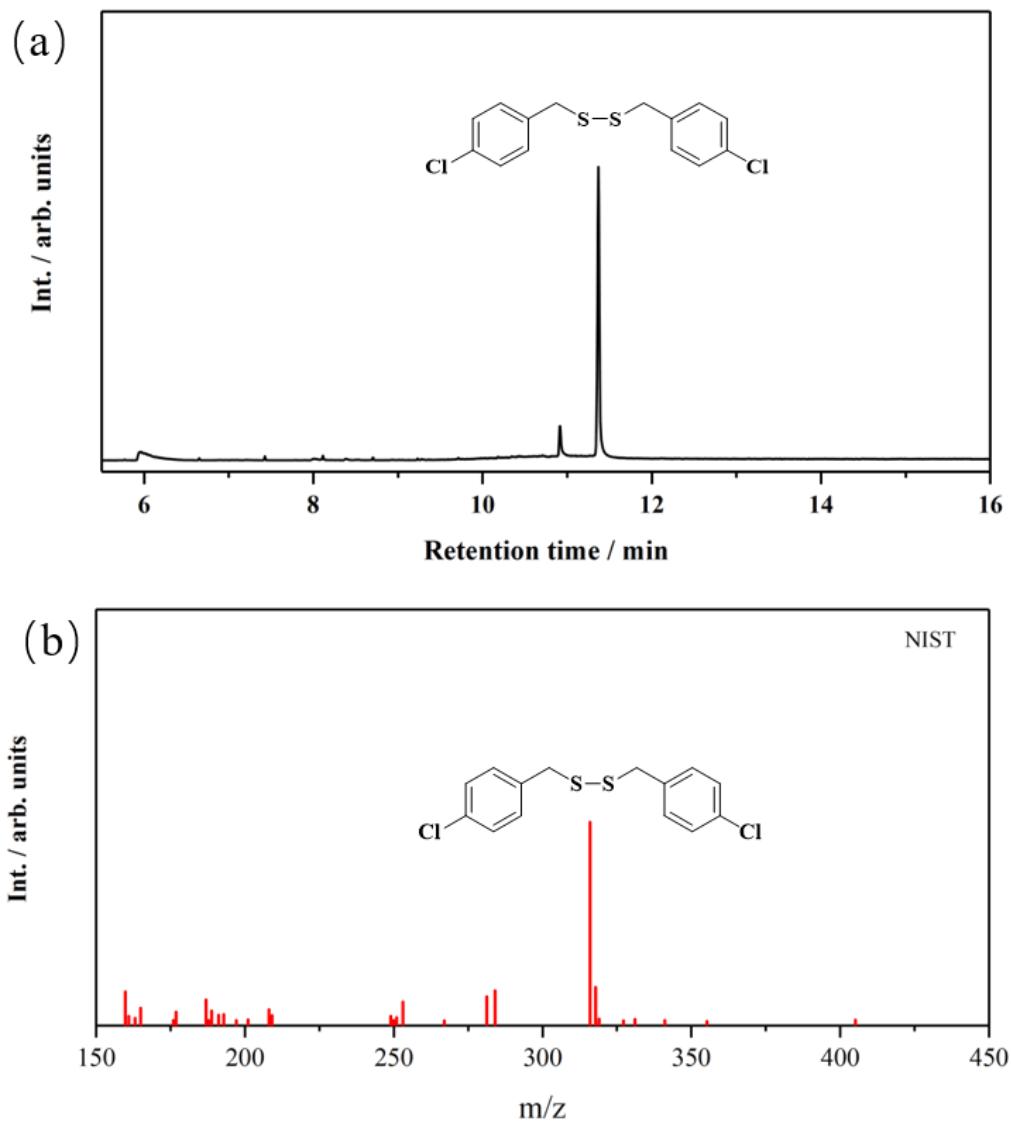 (a)
Int. / arb. units
S–S
Cl
Cl
6 8 10 12 14 16
Retention time / min
(b)
NIST
Int. / arb. units
S–S
Cl
Cl
150 200 250 300 350 400 450
m/z